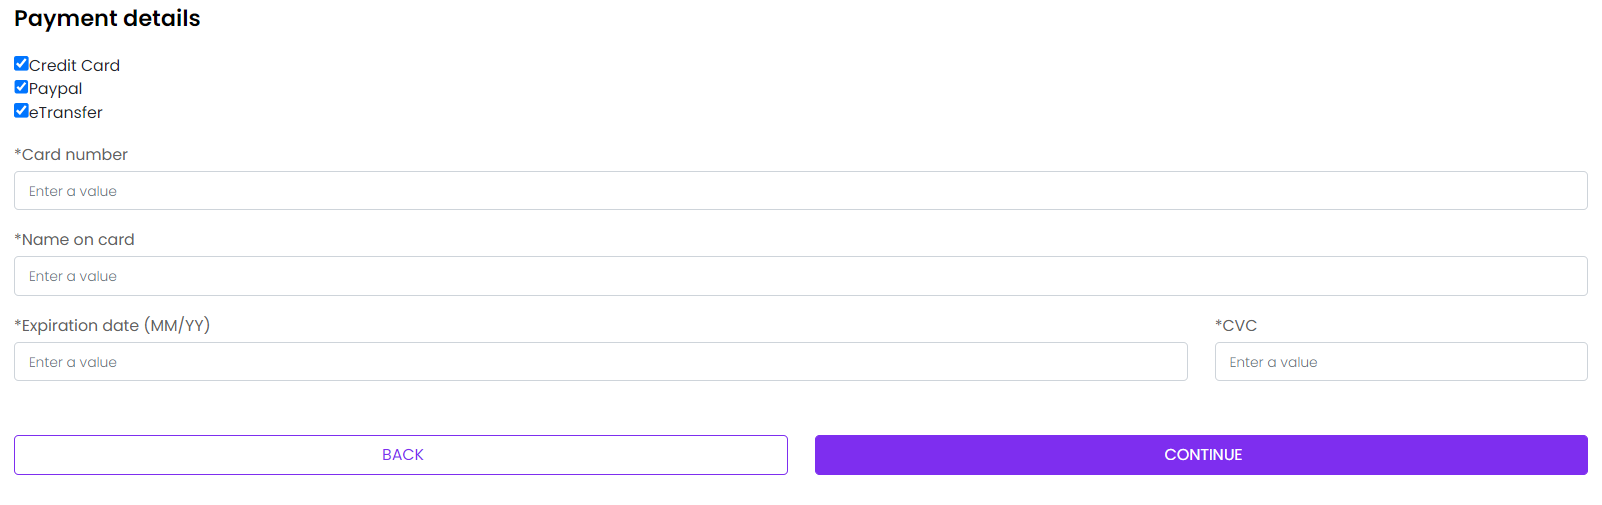 Payment details
Credit Card
Paypal
eTransfer
*Card number
Enter a value
*Name on card
Enter a value
*Expiration date (MM/YY) *CVC
Enter a value Enter a value
BACK CONTINUE